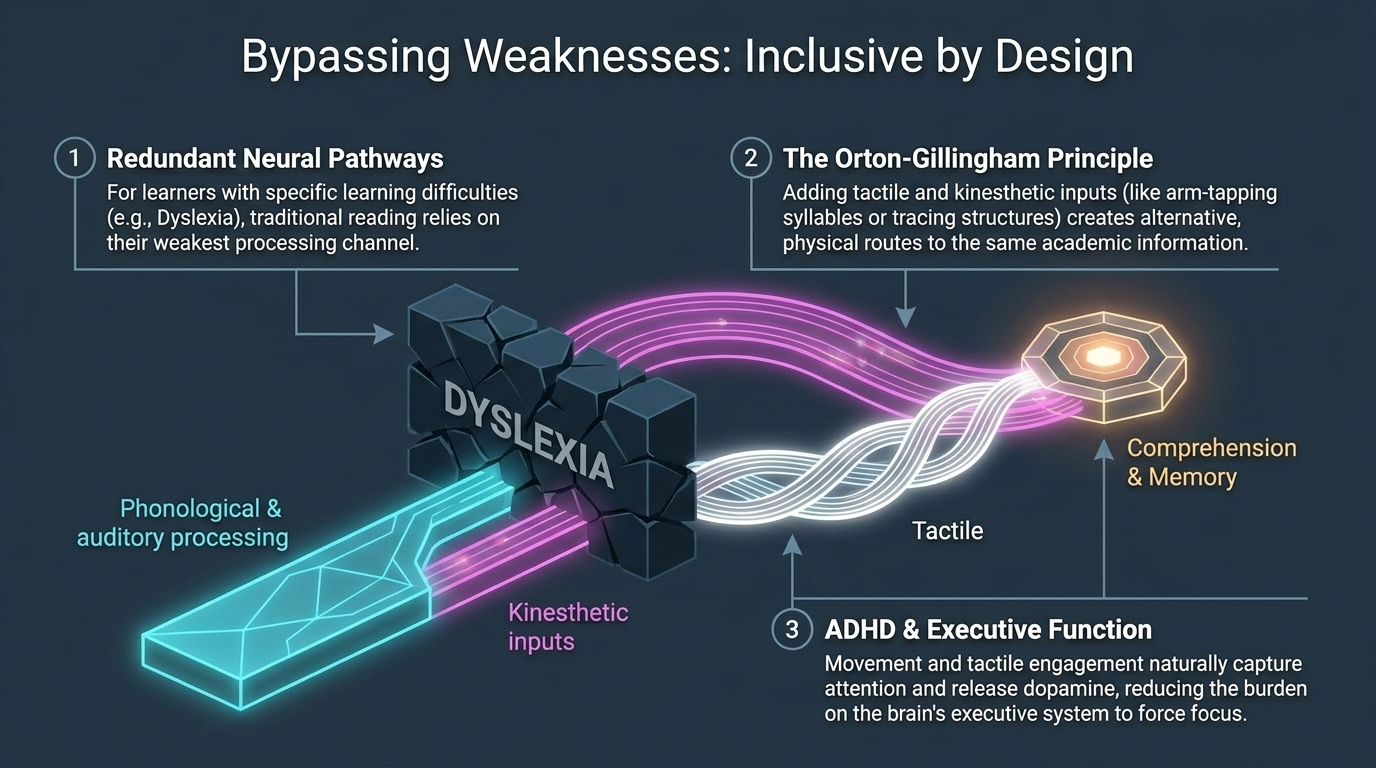 Bypassing Weaknesses: Inclusive by Design
1
Redundant Neural Pathways
For learners with specific learning difficulties
(e.g., Dyslexia), traditional reading relies on
their weakest processing channel.
2
The Orton-Gillingham Principle
Adding tactile and kinesthetic inputs (like arm-tapping
syllables or tracing structures) creates alternative,
physical routes to the same academic information.
DYSLEXIA
Comprehension
& Memory
Phonological &
auditory processing
Tactile
Kinesthetic
inputs
3
ADHD & Executive Function
Movement and tactile engagement naturally capture
attention and release dopamine, reducing the burden
on the brain's executive system to force focus.